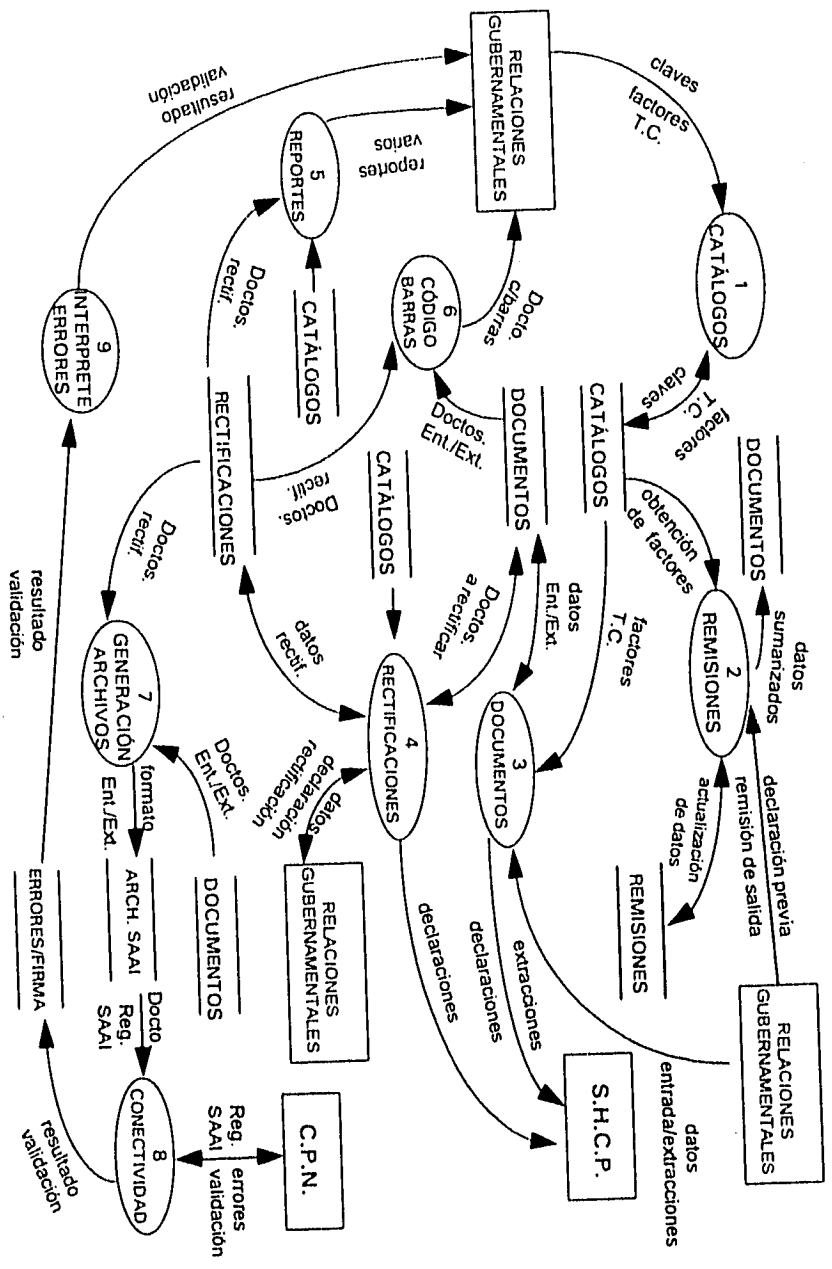 RELACIONES
GUBERNAMENTALES
claves
factores
T.C.
1
CATÁLOGOS
factores
T.C.
claves
CATÁLOGOS
obtención
de factores
DOCUMENTOS
datos
sumarizados
2
REMISIONES
declaración previa
remisión de salida
actualización
de datos
REMISIONES
RELACIONES
GUBERNAMENTALES
datos
entrada/extracciones
factores
T.C.
3
DOCUMENTOS
datos
Ent./Ext.
extracciones
declaraciones
S.H.C.P.
DOCUMENTOS
Doctos.
Ent./Ext.
6
CÓDIGO
BARRAS
Docto.
c/barras
Doctos.
a rectificar
CATÁLOGOS
4
RECTIFICACIONES
declaraciones
datos
declaración
rectificación
RELACIONES
GUBERNAMENTALES
5
REPORTES
reportes
varios
CATÁLOGOS
Doctos.
rectif.
RECTIFICACIONES
Doctos.
rectif.
datos
rectif.
Doctos.
rectif.
7
GENERACIÓN
ARCHIVOS
Doctos.
Ent./Ext.
DOCUMENTOS
formato
Ent./Ext.
ARCH. SAAI
Docto
Reg.
SAAI
8
CONECTIVIDAD
Reg.
SAAI
errores
validación
C.P.N.
resultado
validación
ERRORES/FIRMA
resultado
validación
9
INTERPRETE
ERRORES
resultado
validación